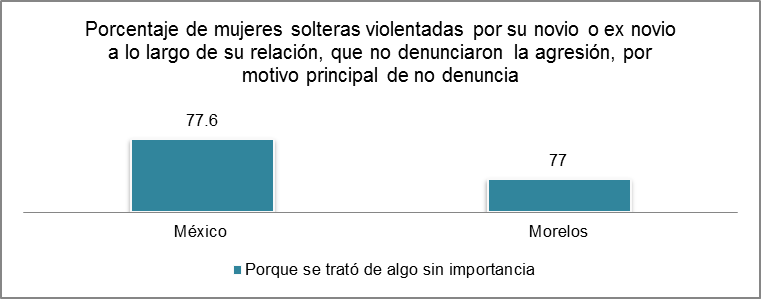 Porcentaje de mujeres solteras violentadas por su novio o ex novio
a lo largo de su relación, que no denunciaron la agresión, por
motivo principal de no denuncia
77.6
77
México
Morelos
Porque se trató de algo sin importancia